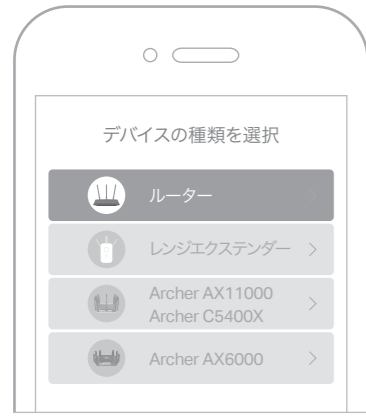 デバイスの種類を選択
ルーター
レンジエクステンダー
Archer AX11000
Archer C5400X
Archer AX6000